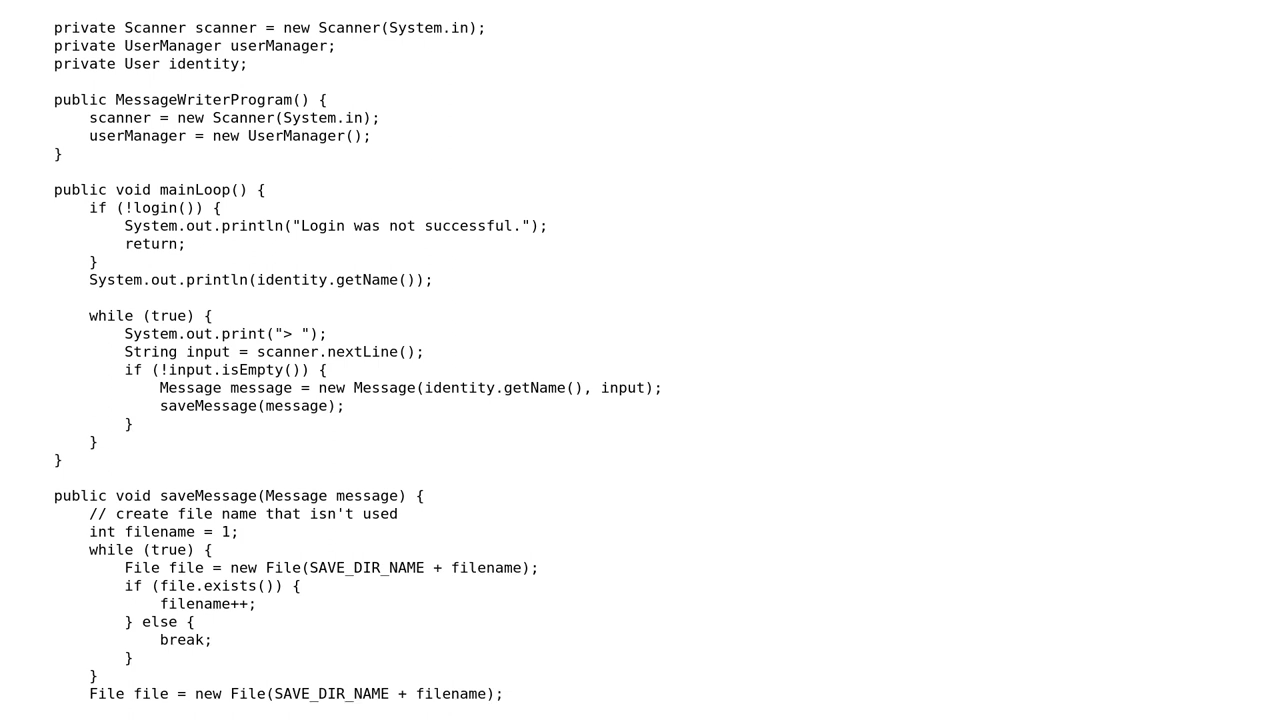 private Scanner scanner = new Scanner(System.in);
private UserManager userManager;
private User identity;

public MessageWriterProgram() {
    scanner = new Scanner(System.in);
    userManager = new UserManager();
}

public void mainLoop() {
    if (!login()) {
        System.out.println("Login was not successful.");
        return;
    }
    System.out.println(identity.getName());

    while (true) {
        System.out.print("> ");
        String input = scanner.nextLine();
        if (!input.isEmpty()) {
            Message message = new Message(identity.getName(), input);
            saveMessage(message);
        }
    }
}

public void saveMessage(Message message) {
    // create file name that isn't used
    int filename = 1;
    while (true) {
        File file = new File(SAVE_DIR_NAME + filename);
        if (file.exists()) {
            filename++;
        } else {
            break;
        }
    }
    File file = new File(SAVE_DIR_NAME + filename);